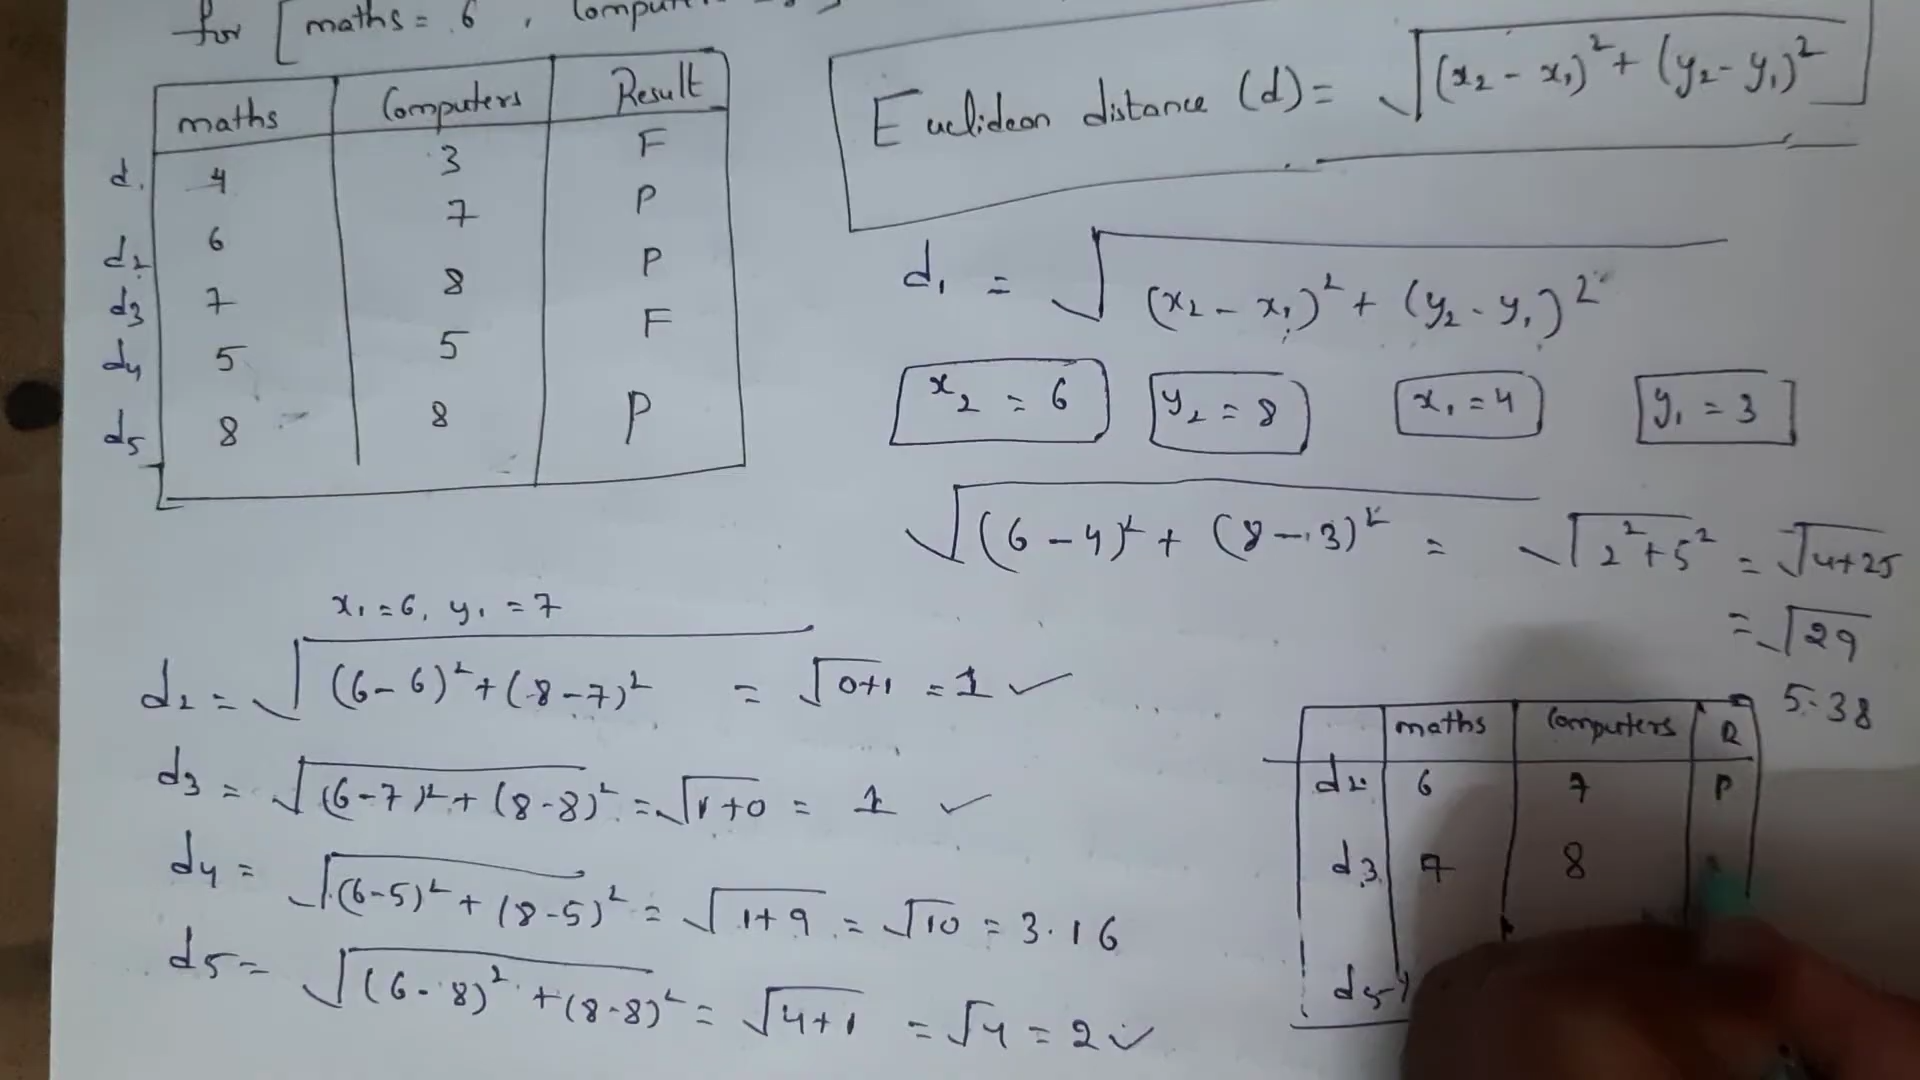 for [maths = 6 , Compute
maths Computers Result
d1 4 3 F
d2 6 7 P
d3 7 8 P
d4 5 5 F
d5 8 8 P
Euclidean distance (d) = √(x₂ - x₁)² + (y₂ - y₁)²
d₁ = √(x₂ - x₁)² + (y₂ - y₁)²
x₂ = 6 y₂ = 8 x₁ = 4 y₁ = 3
√(6 - 4)² + (8 - 3)² = √2² + 5² = √4+25
= √29
5.38
x₁ = 6, y₁ = 7
d₂ = √(6 - 6)² + (8 - 7)² = √0+1 = 1 ✓
d3 = √(6-7)² + (8-8)² = √1+0 = 1 ✓
d4 = √(6-5)² + (8-5)² = √1+9 = √10 = 3.16
d5 = √(6-8)² + (8-8)² = √4+1 = √4 = 2 ✓
maths Computers R
d2 6 7 P
d3 7 8
d5